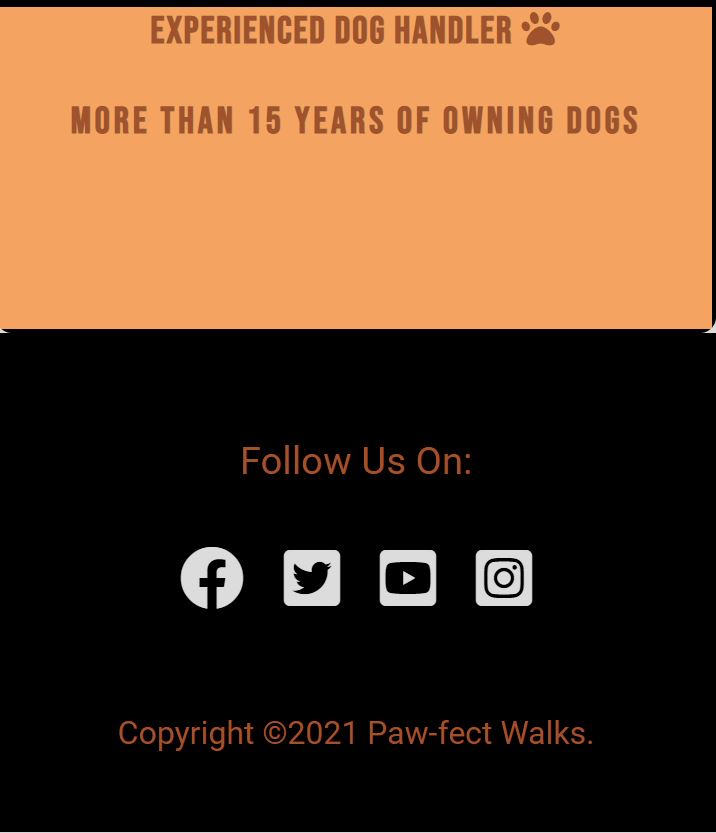 EXPERIENCED DOG HANDLER
MORE THAN 15 YEARS OF OWNING DOGS
Follow Us On:
Copyright ©2021 Paw-fect Walks.